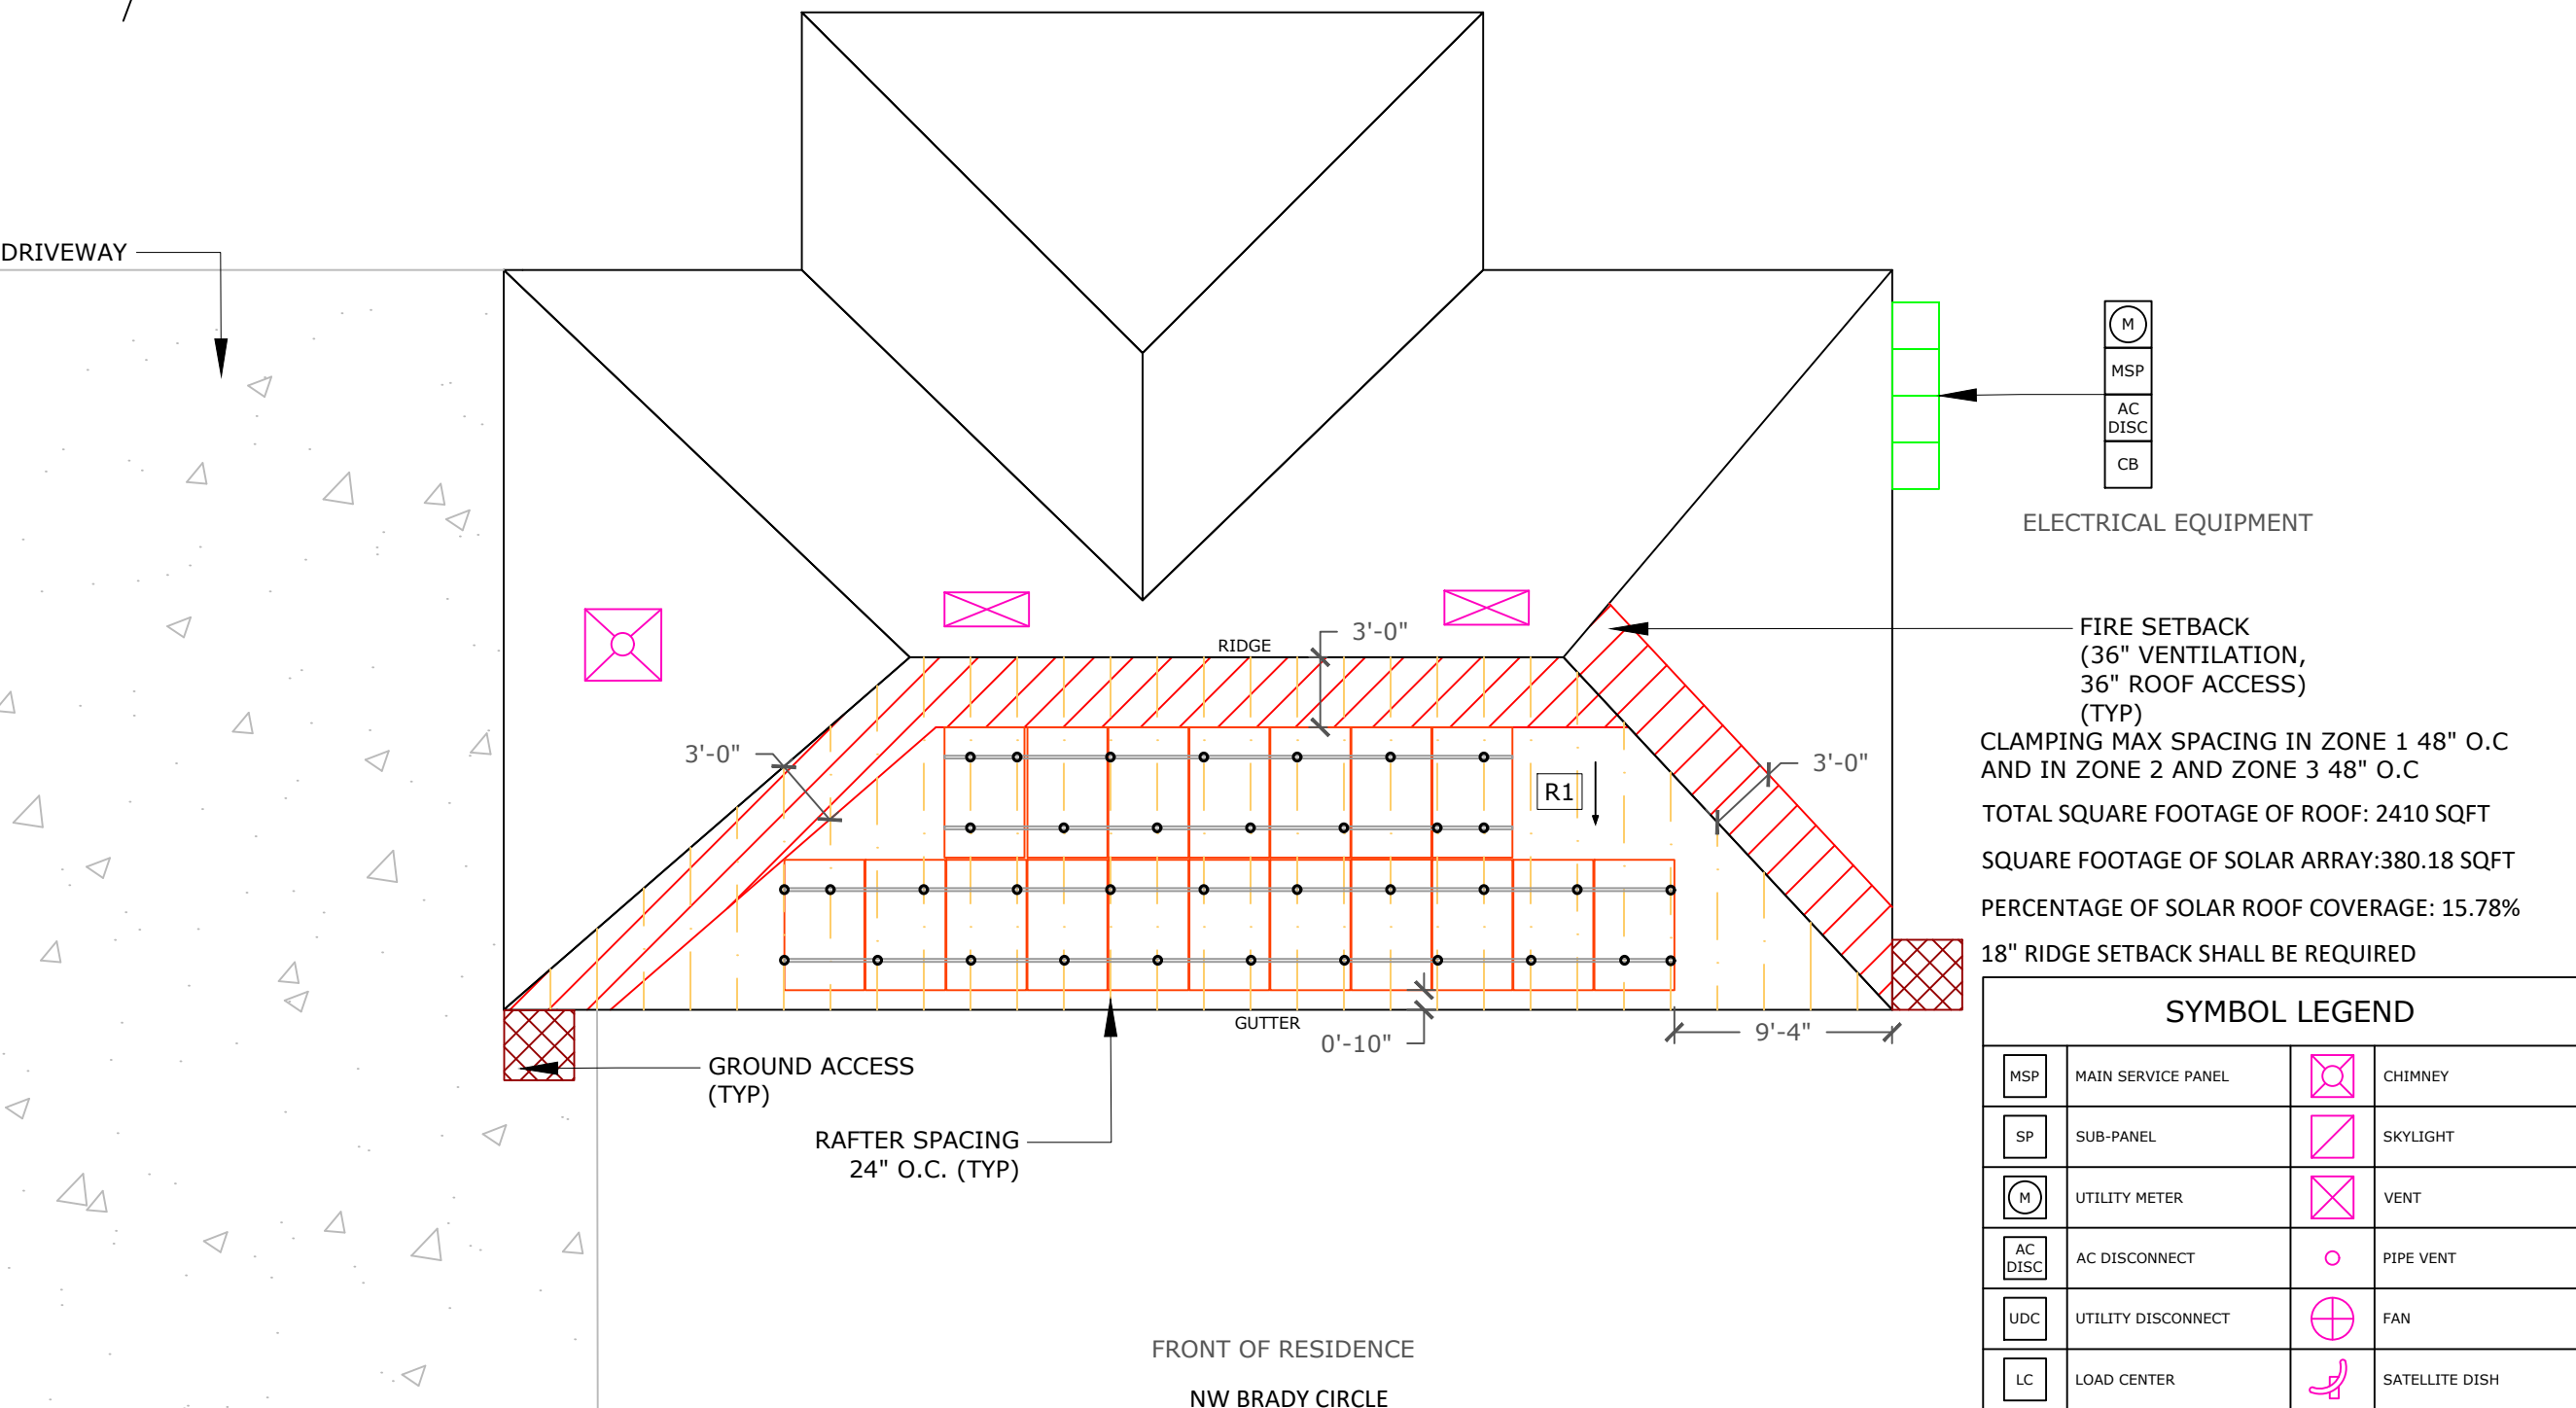 DRIVEWAY
M
MSP
AC
DISC
CB
ELECTRICAL EQUIPMENT
RIDGE
3'-0"
FIRE SETBACK
(36" VENTILATION,
36" ROOF ACCESS)
(TYP)
3'-0"
3'-0"
R1
CLAMPING MAX SPACING IN ZONE 1 48" O.C
AND IN ZONE 2 AND ZONE 3 48" O.C
TOTAL SQUARE FOOTAGE OF ROOF: 2410 SQFT
SQUARE FOOTAGE OF SOLAR ARRAY:380.18 SQFT
PERCENTAGE OF SOLAR ROOF COVERAGE: 15.78%
18" RIDGE SETBACK SHALL BE REQUIRED
GUTTER
0'-10"
9'-4"
GROUND ACCESS
(TYP)
RAFTER SPACING
24" O.C. (TYP)
SYMBOL LEGEND
MSP MAIN SERVICE PANEL CHIMNEY
SP SUB-PANEL SKYLIGHT
M UTILITY METER VENT
AC
DISC AC DISCONNECT PIPE VENT
UDC UTILITY DISCONNECT FAN
LC LOAD CENTER SATELLITE DISH
FRONT OF RESIDENCE
NW BRADY CIRCLE